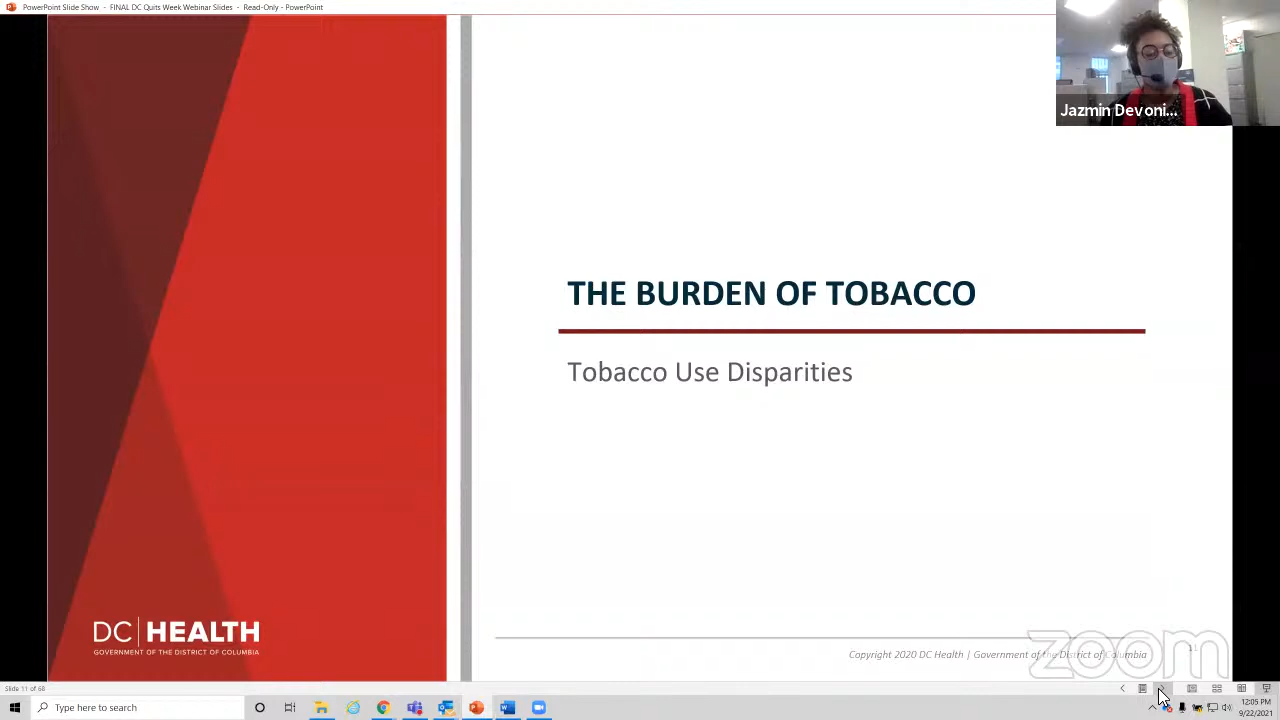 PowerPoint Slide Show - FINAL DC Quits Week Webinar Slides - Read-Only - PowerPoint
Jazmin Devoni...
THE BURDEN OF TOBACCO
Tobacco Use Disparities
DC HEALTH
GOVERNMENT OF THE DISTRICT OF COLUMBIA
Copyright 2020 DC Health | Government of the District of Columbia
11
zoom
Slide 11 of 68
Type here to search
12:05 PM
9/22/2021